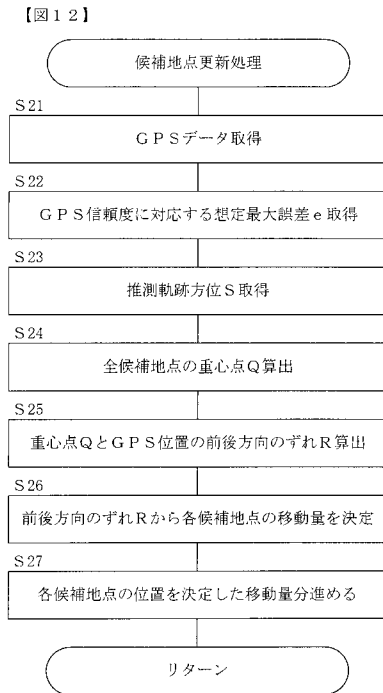 【図１２】
候補地点更新処理
S21
ＧＰＳデータ取得
S22
ＧＰＳ信頼度に対応する想定最大誤差ｅ取得
S23
推測軌跡方位Ｓ取得
S24
全候補地点の重心点Ｑ算出
S25
重心点ＱとＧＰＳ位置の前後方向のずれＲ算出
S26
前後方向のずれＲから各候補地点の移動量を決定
S27
各候補地点の位置を決定した移動量分進める
リターン